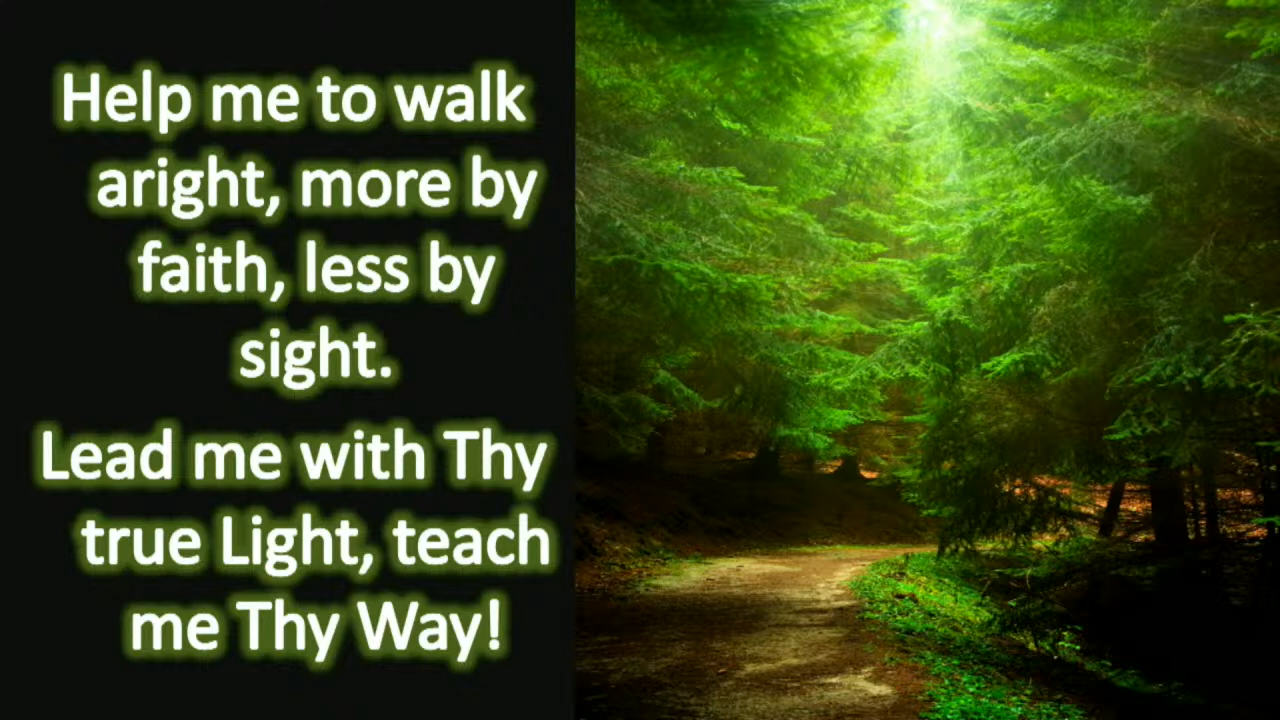 Help me to walk
aright, more by
faith, less by
sight.
Lead me with Thy
true Light, teach
me Thy Way!